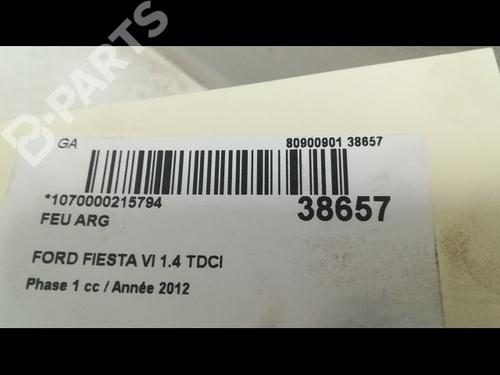 B-PARTS
GA 80900901 38657
*1070000215794 38657
FEU ARG
FORD FIESTA VI 1.4 TDCI
Phase 1 cc / Année 2012